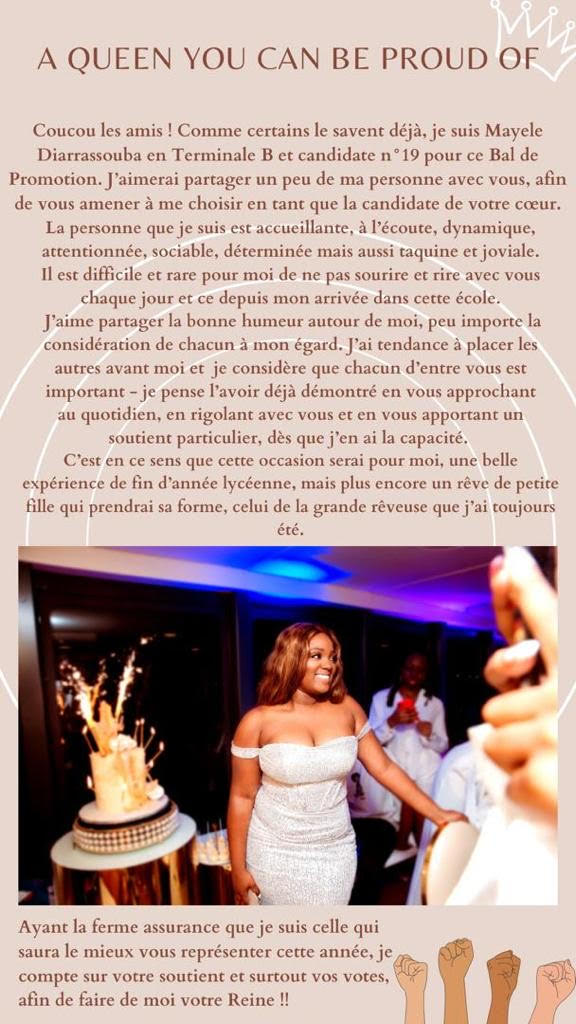 A QUEEN YOU CAN BE PROUD OF
Coucou les amis ! Comme certains le savent déjà, je suis Mayele
Diarrassouba en Terminale B et candidate n°19 pour ce Bal de
Promotion. J'aimerai partager un peu de ma personne avec vous, afin
de vous amener à me choisir en tant que la candidate de votre cœur.
La personne que je suis est accueillante, à l'écoute, dynamique,
attentionnée, sociable, déterminée mais aussi taquine et joviale.
Il est difficile et rare pour moi de ne pas sourire et rire avec vous
chaque jour et ce depuis mon arrivée dans cette école.
J'aime partager la bonne humeur autour de moi, peu importe la
considération de chacun à mon égard. J'ai tendance à placer les
autres avant moi et je considère que chacun d'entre vous est
important - je pense l'avoir déjà démontré en vous approchant
au quotidien, en rigolant avec vous et en vous apportant un
soutient particulier, dès que j'en ai la capacité.
C'est en ce sens que cette occasion serai pour moi, une belle
expérience de fin d'année lycéenne, mais plus encore un rêve de petite
fille qui prendrai sa forme, celui de la grande rêveuse que j'ai toujours
été.
Ayant la ferme assurance que je suis celle qui
saura le mieux vous représenter cette année, je
compte sur votre soutient et surtout vos votes,
afin de faire de moi votre Reine !!